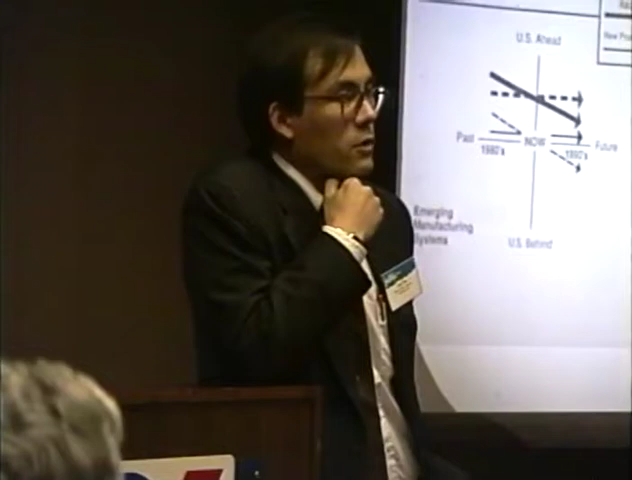 U.S. Ahead
Past
NOW
Future
1980's
1990's
Emerging
Manufacturing
Systems
U.S. Behind